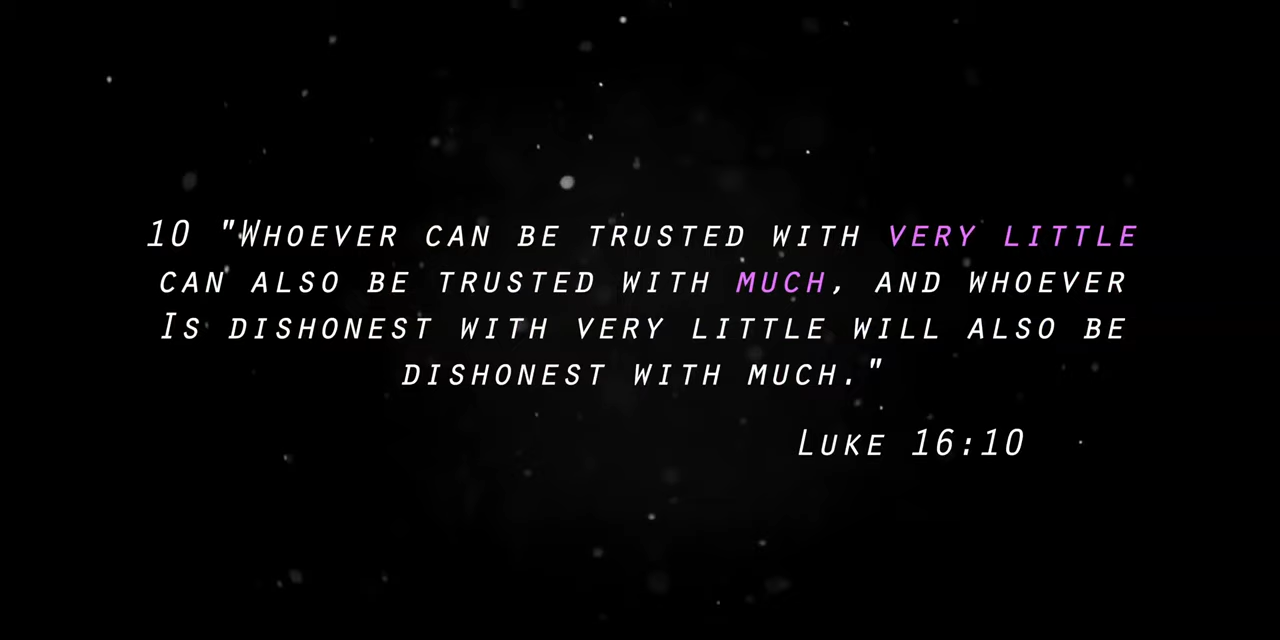 10 "Whoever can be trusted with very little
can also be trusted with much, and whoever
Is dishonest with very little will also be
dishonest with much."
Luke 16:10